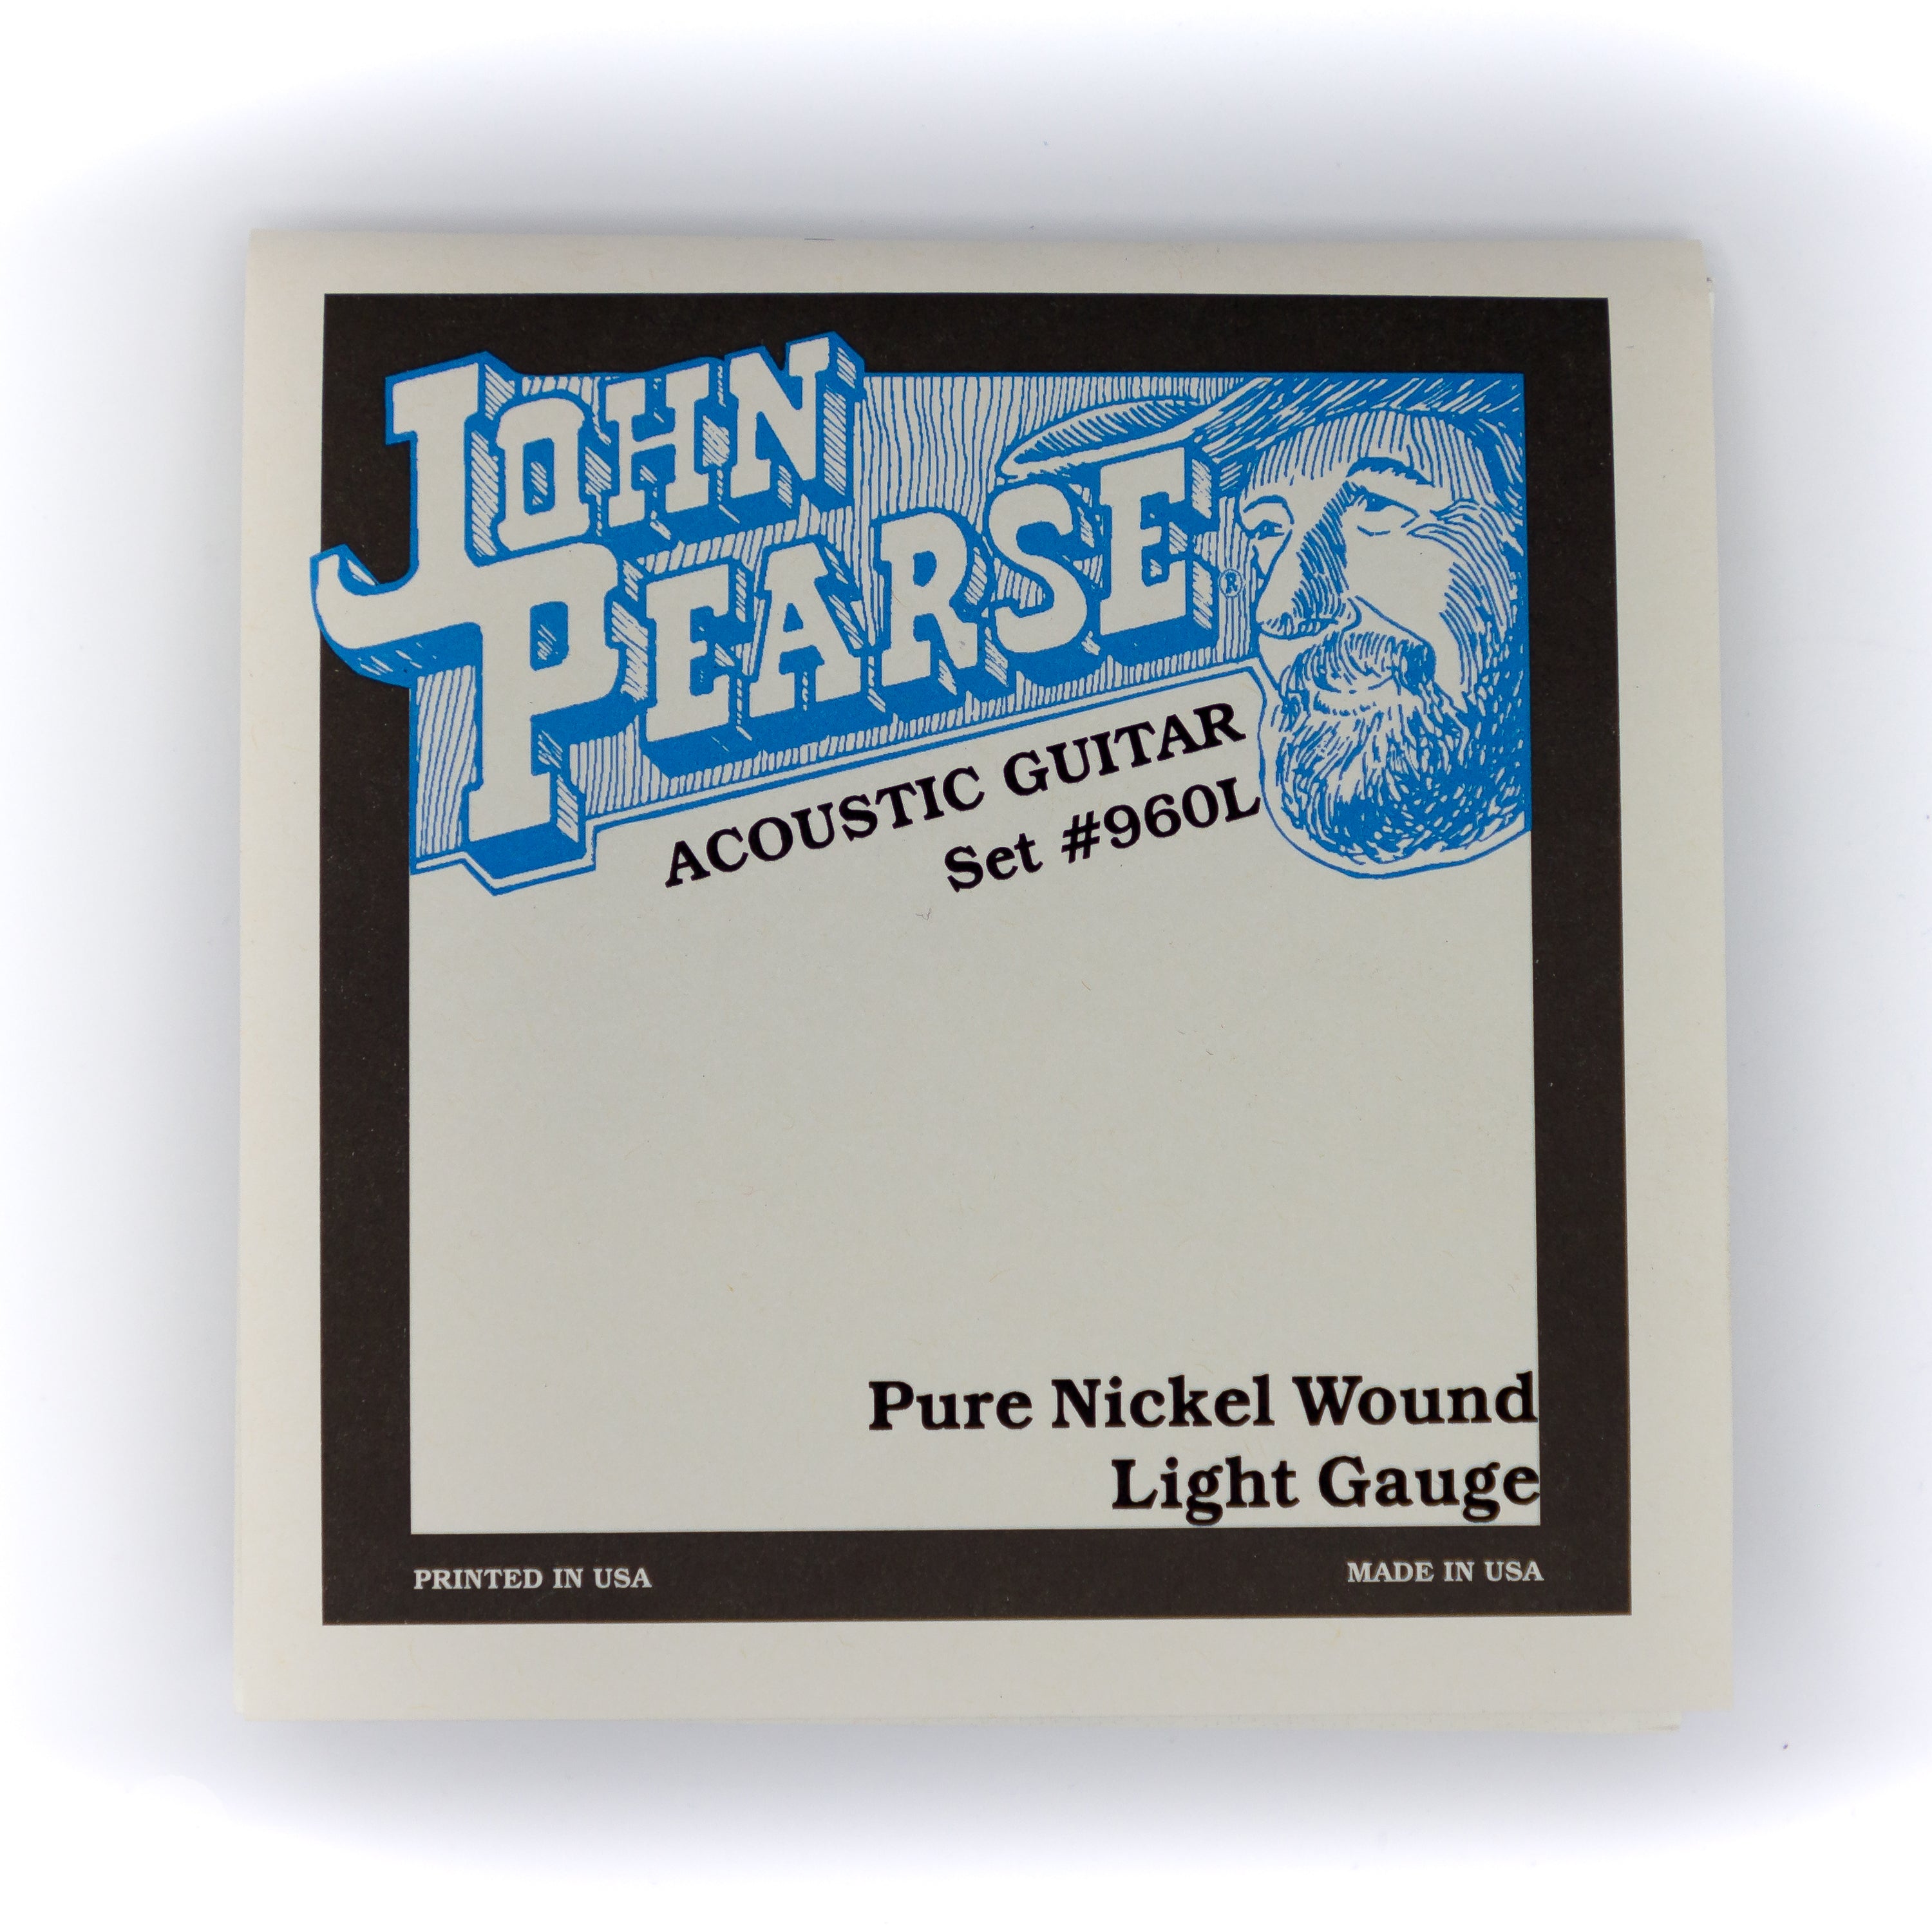 JOHN
PEARSE®
ACOUSTIC GUITAR
Set #960L
Pure Nickel Wound
Light Gauge
PRINTED IN USA
MADE IN USA